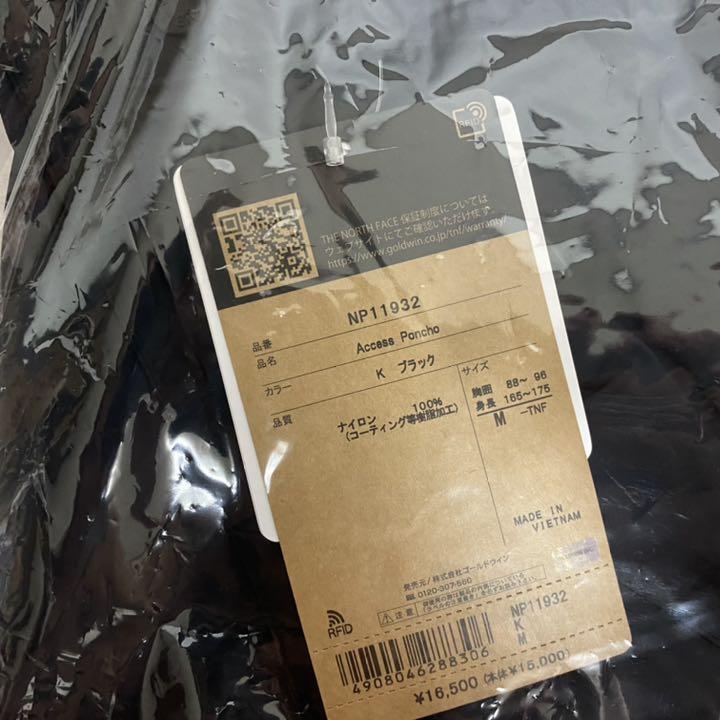 RFID
THE NORTH FACE 保証制度については
ウェブサイトにてご確認いただけます。
https://www.goldwin.co.jp/tnf/warranty/
品番 NP11932
品名 Access Poncho
カラー K ブラック
品質 ナイロン 100%
(コーティング等樹脂加工)
サイズ
胸囲 88～ 96
身長 165～175
M -TNF
MADE IN
VIETNAM
発売元/株式会社ゴールドウイン
0120-307-560
注意
RFID
NP11932
K
M
4908046288306
¥16,500 (本体¥15,000)